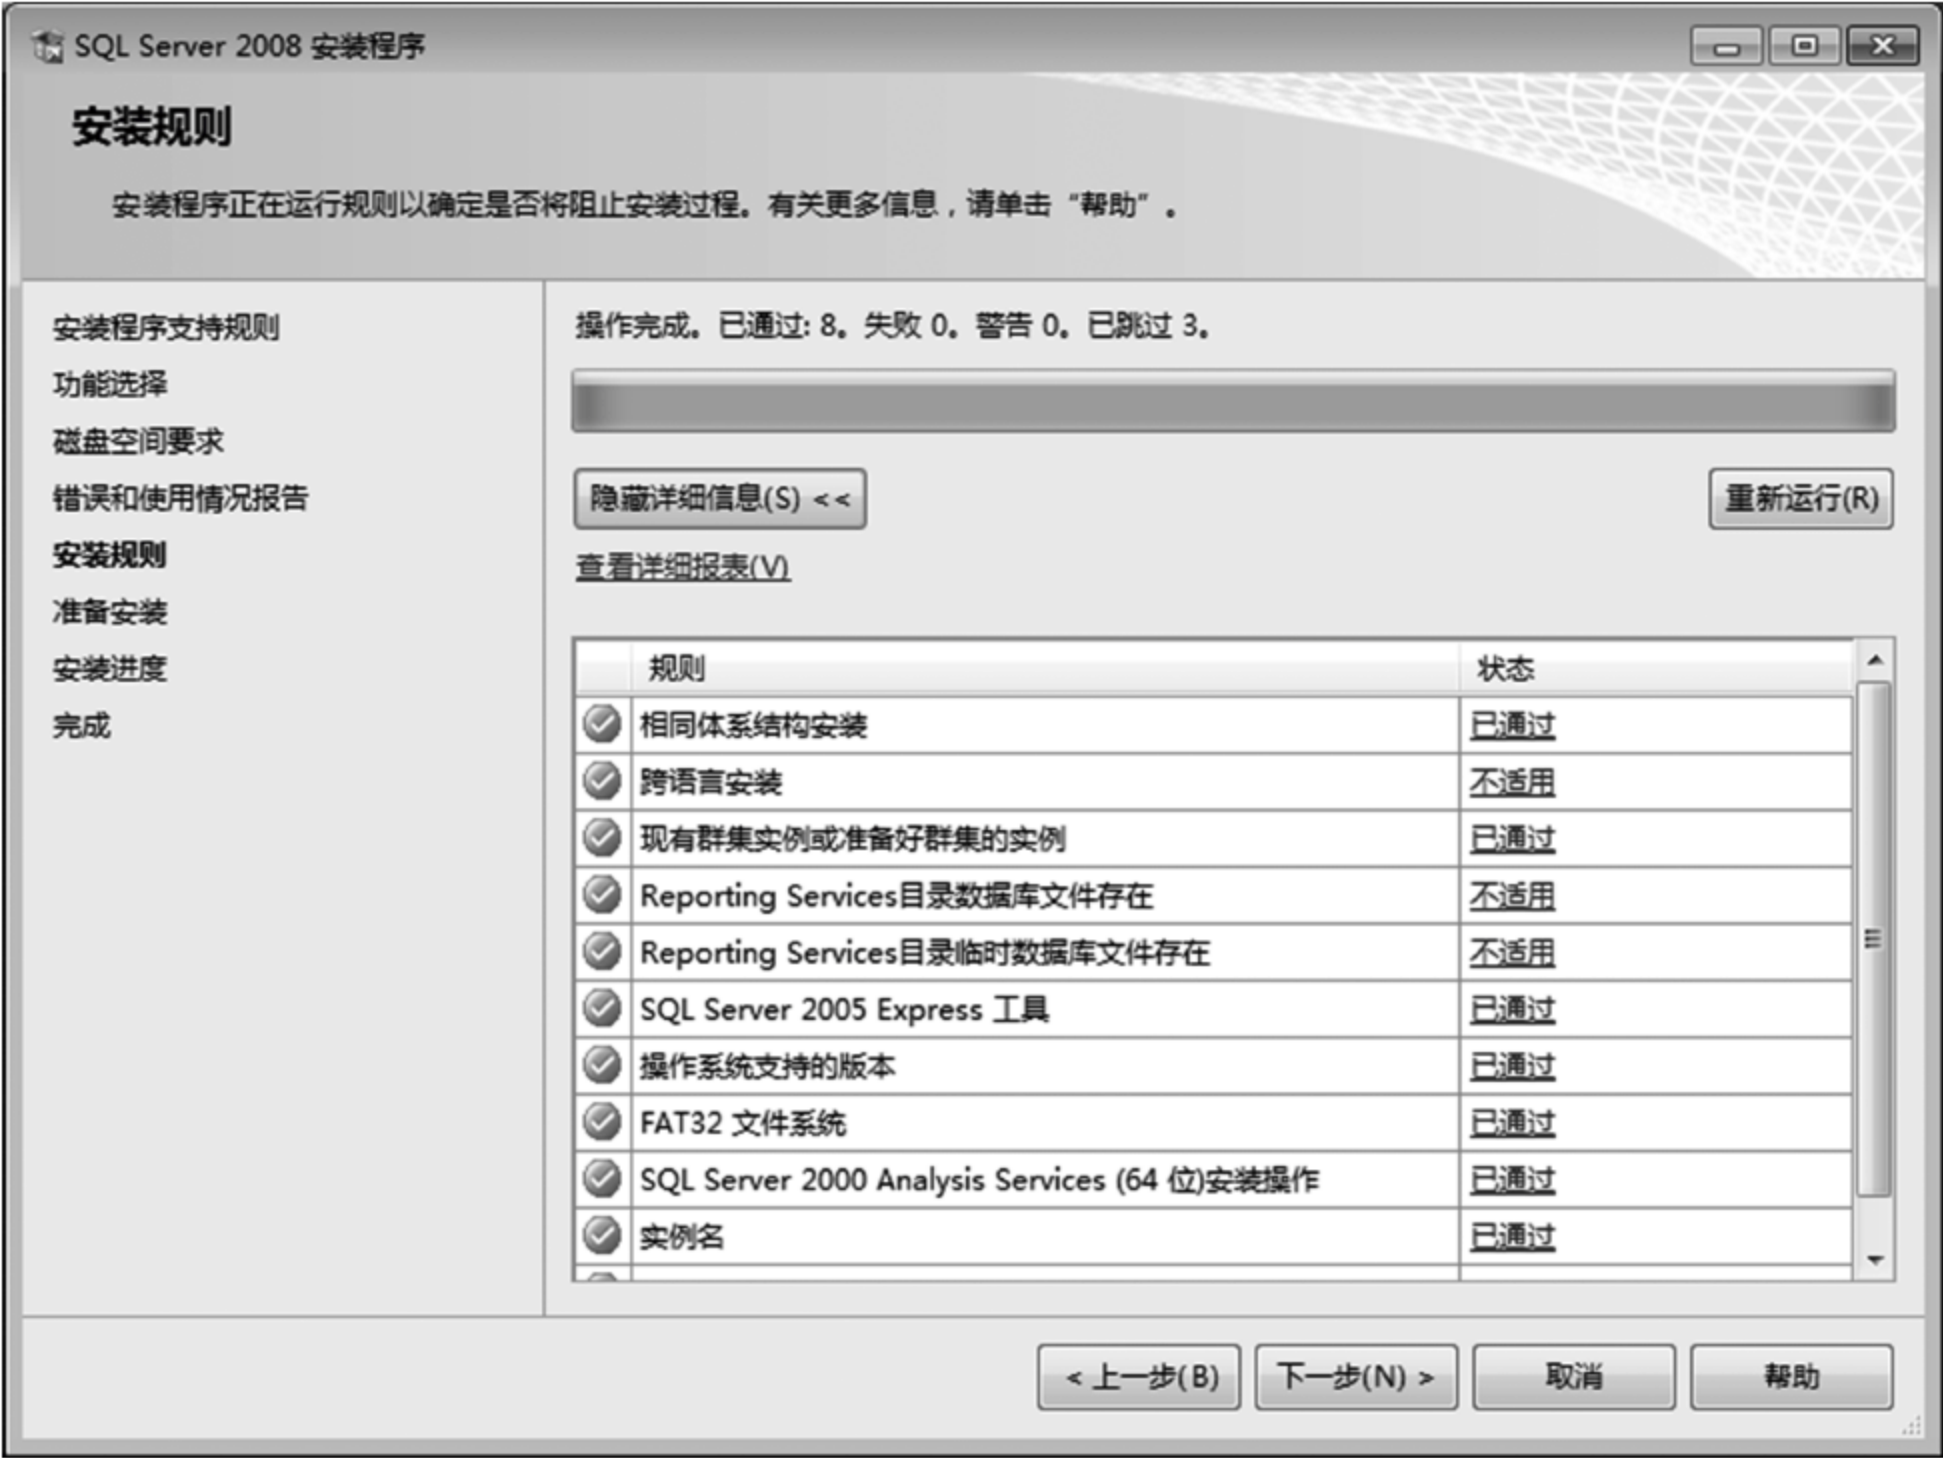 SQL Server 2008 安装程序
安装规则
安装程序正在运行规则以确定是否将阻止安装过程。有关更多信息，请单击“帮助”。
安装程序支持规则
功能选择
磁盘空间要求
错误和使用情况报告
安装规则
准备安装
安装进度
完成
操作完成。已通过: 8。失败 0。警告 0。已跳过 3。
隐藏详细信息(S) <<
重新运行(R)
查看详细报表(V)
规则 状态
相同体系结构安装 已通过
跨语言安装 不适用
现有群集实例或准备好群集的实例 已通过
Reporting Services目录数据库文件存在 不适用
Reporting Services目录临时数据库文件存在 不适用
SQL Server 2005 Express 工具 已通过
操作系统支持的版本 已通过
FAT32 文件系统 已通过
SQL Server 2000 Analysis Services (64 位)安装操作 已通过
实例名 已通过
< 上一步(B) 下一步(N) > 取消 帮助